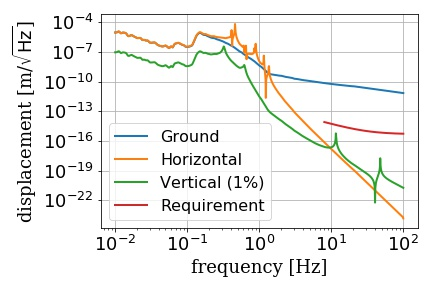 displacement [m/√Hz]
10⁻⁴
10⁻⁷
10⁻¹⁰
10⁻¹³
10⁻¹⁶
10⁻¹⁹
10⁻²²
Ground
Horizontal
Vertical (1%)
Requirement
10⁻² 10⁻¹ 10⁰ 10¹ 10²
frequency [Hz]